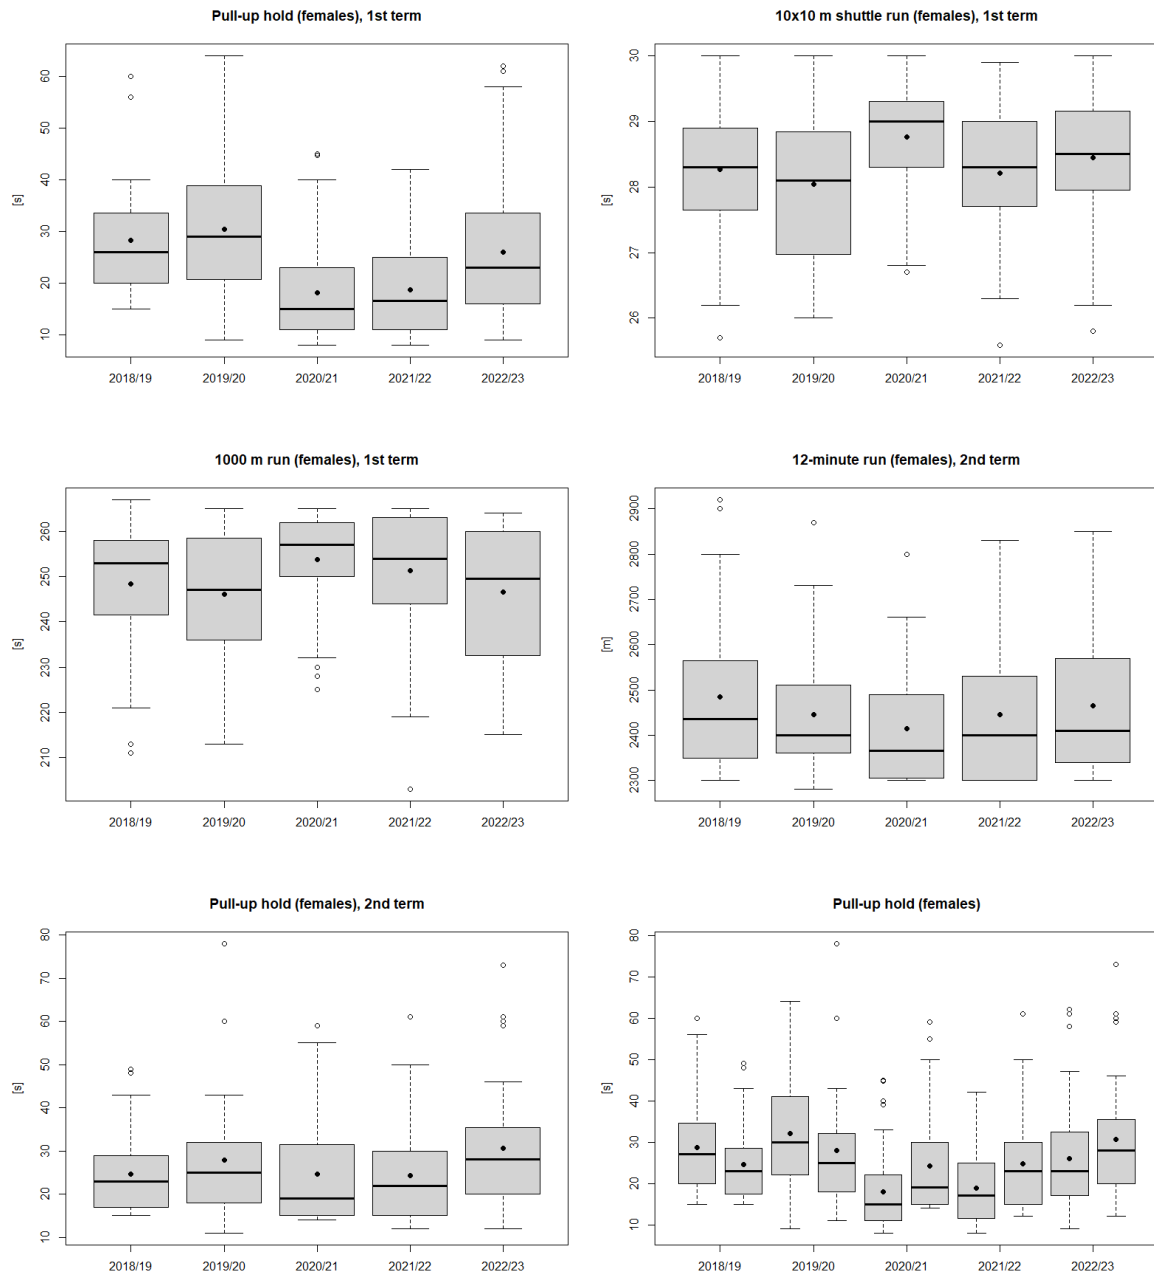 Pull-up hold (females), 1st term
[s]
60
50
40
30
20
10
2018/19 2019/20 2020/21 2021/22 2022/23
10x10 m shuttle run (females), 1st term
[s]
30
29
28
27
26
2018/19 2019/20 2020/21 2021/22 2022/23
1000 m run (females), 1st term
[s]
260
250
240
230
220
210
2018/19 2019/20 2020/21 2021/22 2022/23
12-minute run (females), 2nd term
[m]
2900
2800
2700
2600
2500
2400
2300
2018/19 2019/20 2020/21 2021/22 2022/23
Pull-up hold (females), 2nd term
[s]
80
70
60
50
40
30
20
10
2018/19 2019/20 2020/21 2021/22 2022/23
Pull-up hold (females)
[s]
80
70
60
50
40
30
20
10
2018/19 2019/20 2020/21 2021/22 2022/23